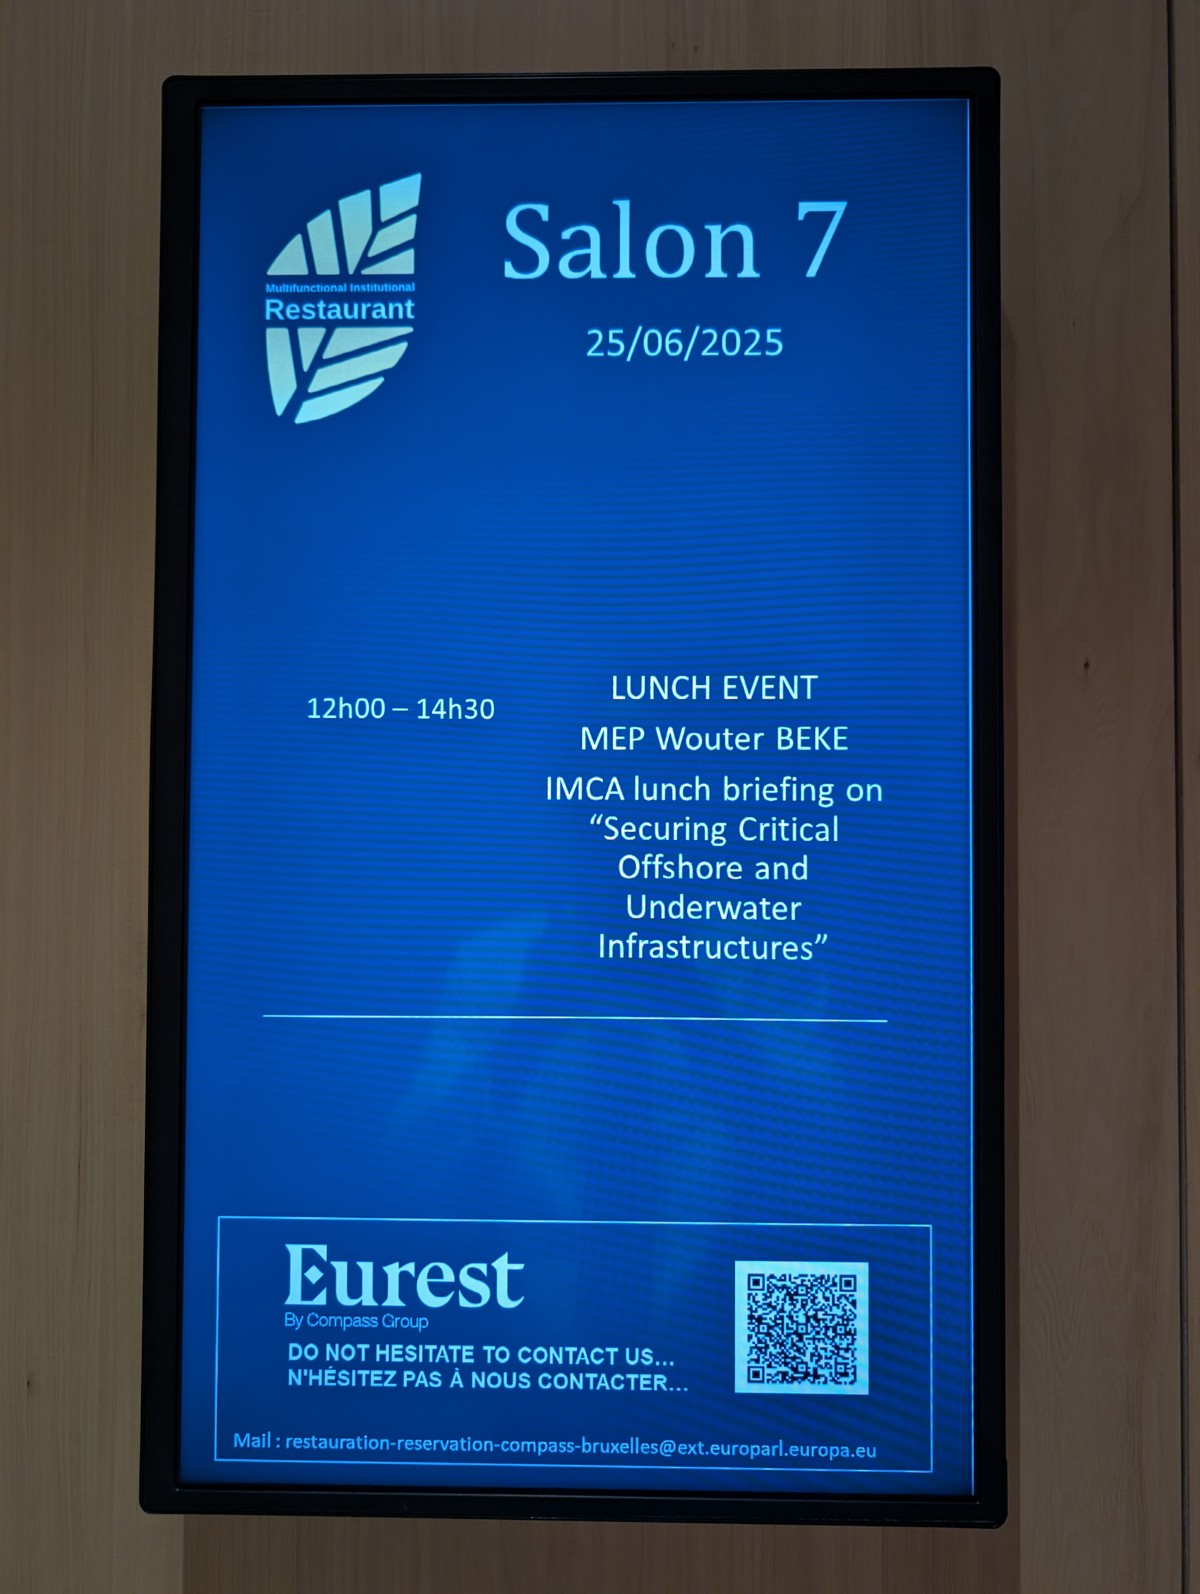 Multifunctional Institutional
Restaurant
Salon 7
25/06/2025
12h00 – 14h30
LUNCH EVENT
MEP Wouter BEKE
IMCA lunch briefing on
“Securing Critical
Offshore and
Underwater
Infrastructures”
Eurest
By Compass Group
DO NOT HESITATE TO CONTACT US...
N'HÉSITEZ PAS À NOUS CONTACTER...
Mail : restauration-reservation-compass-bruxelles@ext.europarl.europa.eu